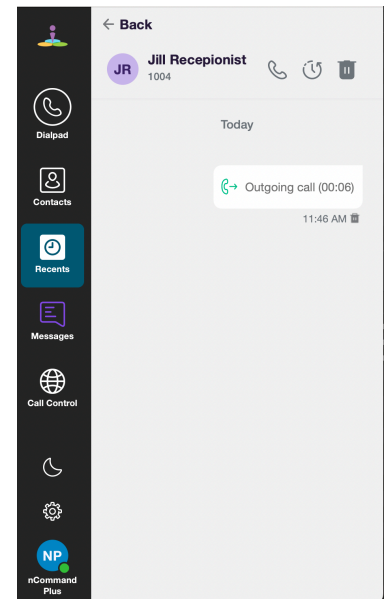 ← Back
JR
Jill Recepionist
1004
Today
Outgoing call (00:06)
11:46 AM
Dialpad
Contacts
Recents
Messages
Call Control
NP
nCommand
Plus